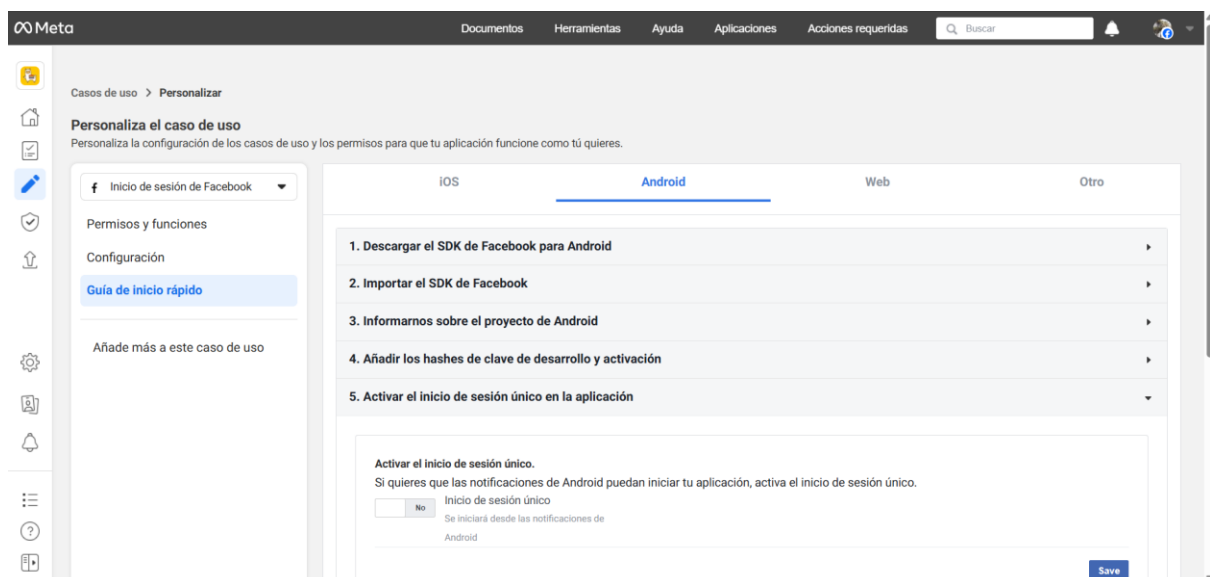 Meta
Documentos
Herramientas
Ayuda
Aplicaciones
Acciones requeridas
Buscar
Casos de uso > Personalizar
Personaliza el caso de uso
Personaliza la configuración de los casos de uso y los permisos para que tu aplicación funcione como tú quieres.
Inicio de sesión de Facebook
Permisos y funciones
Configuración
Guía de inicio rápido
Añade más a este caso de uso
iOS
Android
Web
Otro
1. Descargar el SDK de Facebook para Android
2. Importar el SDK de Facebook
3. Informarnos sobre el proyecto de Android
4. Añadir los hashes de clave de desarrollo y activación
5. Activar el inicio de sesión único en la aplicación
Activar el inicio de sesión único.
Si quieres que las notificaciones de Android puedan iniciar tu aplicación, activa el inicio de sesión único.
No
Inicio de sesión único
Se iniciará desde las notificaciones de
Android
Save